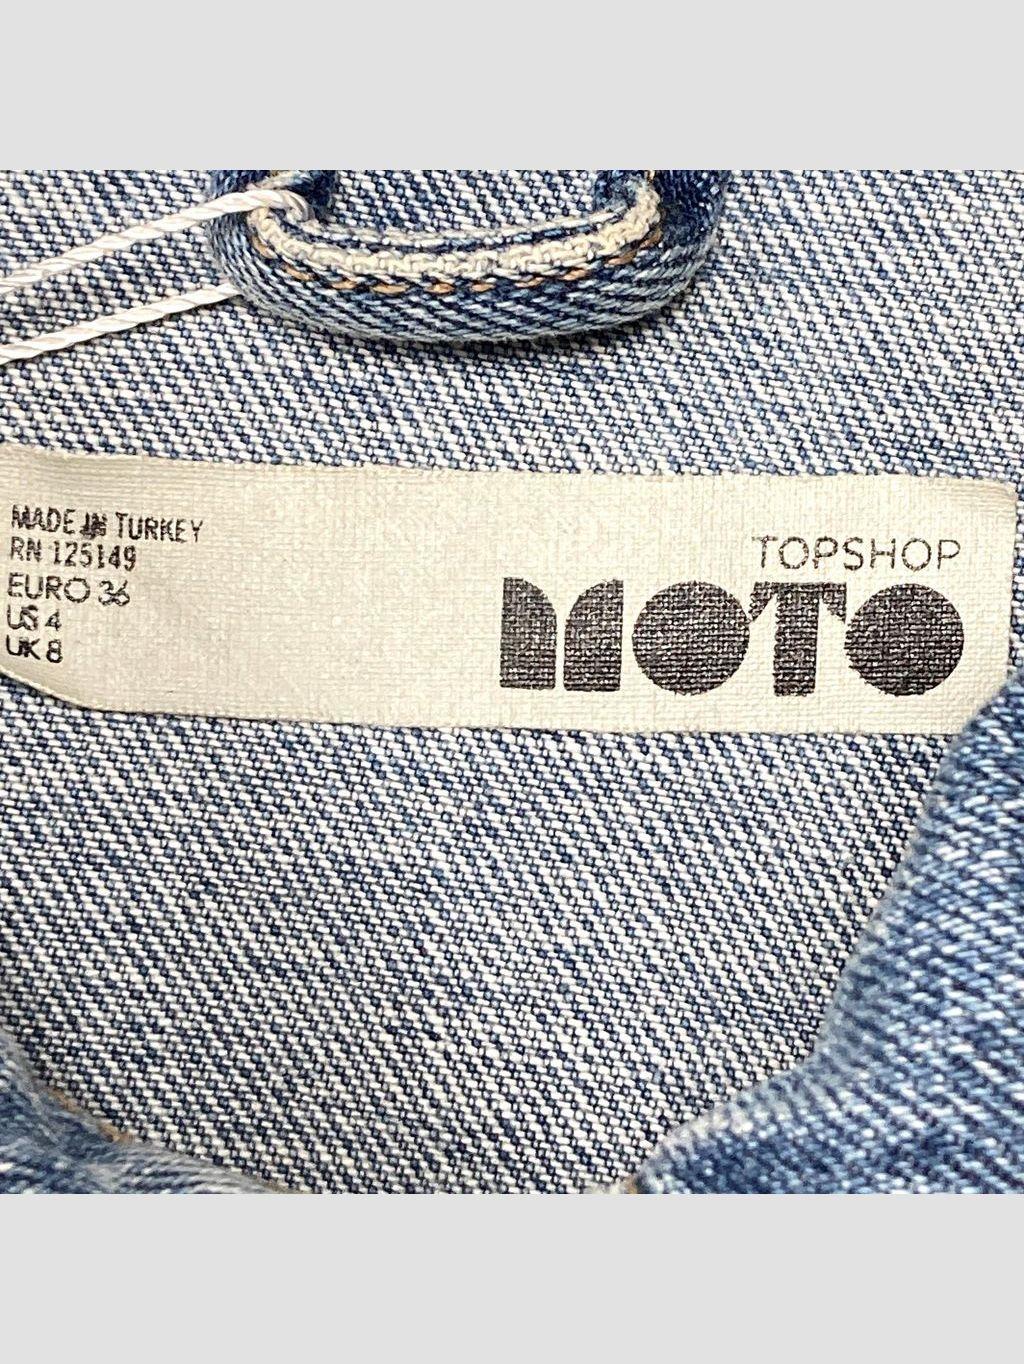 MADE IN TURKEY
RN 125149
EURO 36
US 4
UK 8
TOPSHOP
MOTO